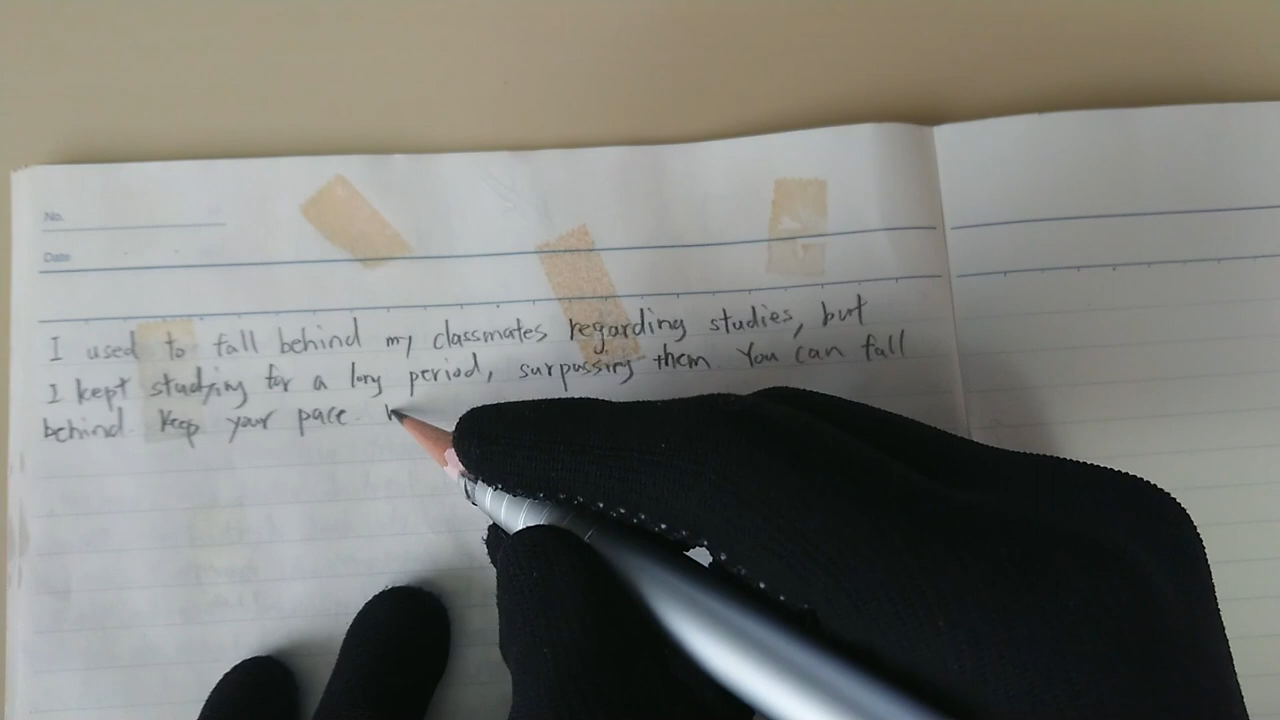 No.
Date
I used to fall behind my classmates regarding studies, but
I kept studying for a long period, surpassing them. You can fall
behind. Keep your pace.